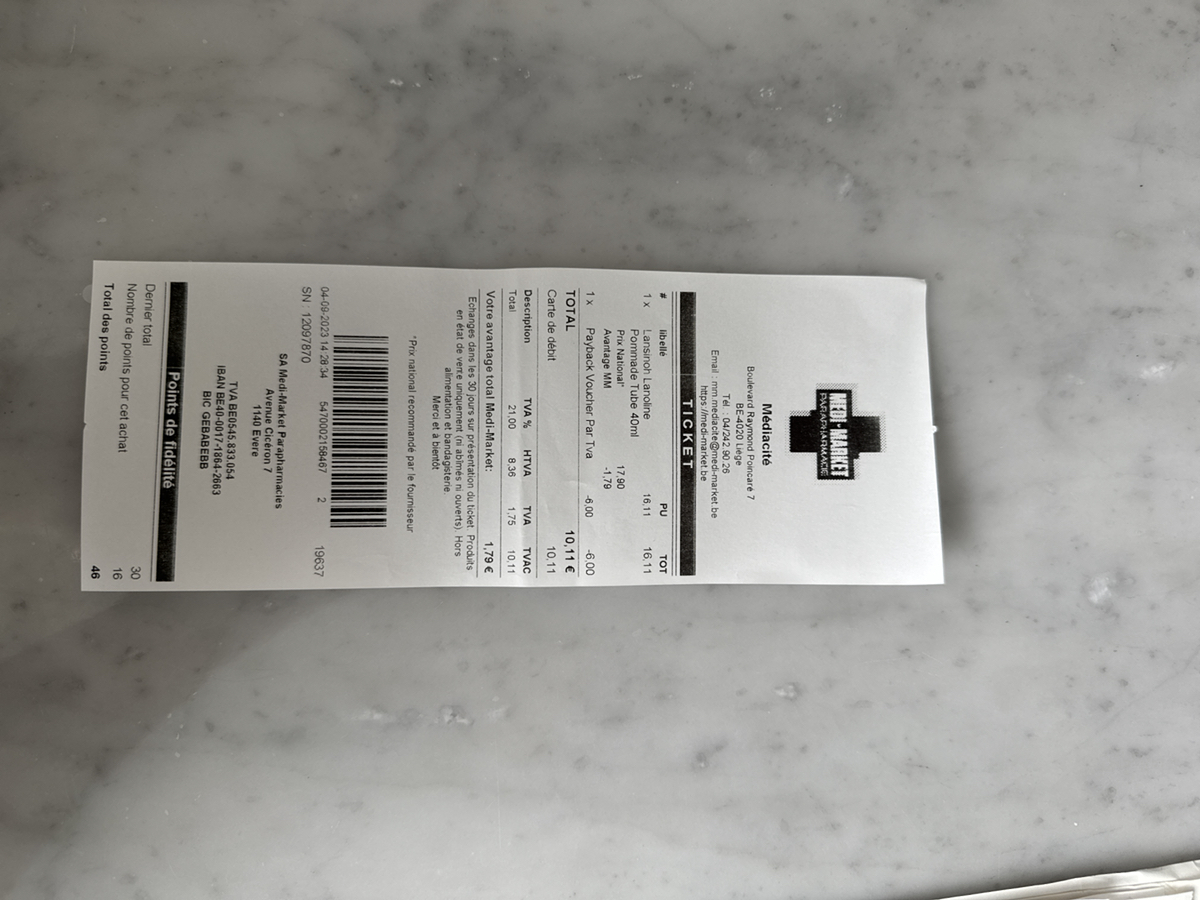 MEDI-MARKET
PARAPHARMACIE
Médiacité
Boulevard Raymond Poincaré 7
BE-4020 Liège
Tél. : 04/242.90.26
Email : mm.mediacite@medi-market.be
https://medi-market.be
TICKET
# libellé PU TOT
1 x Lansinoh Lanoline 16,11 16,11
Pommade Tube 40ml
Prix National* 17,90
Avantage MM -1,79
1 x Payback Voucher Par Tva -6,00 -6,00
TOTAL 10,11 €
Carte de débit 10,11
Description TVA % HTVA TVA TVAC
Total 21,00 8,36 1,75 10,11
Votre avantage total Medi-Market: 1,79 €
Echanges dans les 30 jours sur présentation du ticket. Produits
en état de vente uniquement (ni abîmés ni ouverts). Hors
alimentation et bandagisterie.
Merci et à bientôt
*Prix national recommandé par le fournisseur
04-09-2023 14:28:34 5470002158467 2 19637
SN : 12097870
SA Medi-Market Parapharmacies
Avenue Cicéron 7
1140 Evere
TVA BE0545.833.054
IBAN BE40-0017-1864-2663
BIC GEBABEBB
Points de fidélité
Dernier total 30
Nombre de points pour cet achat 16
Total des points 46